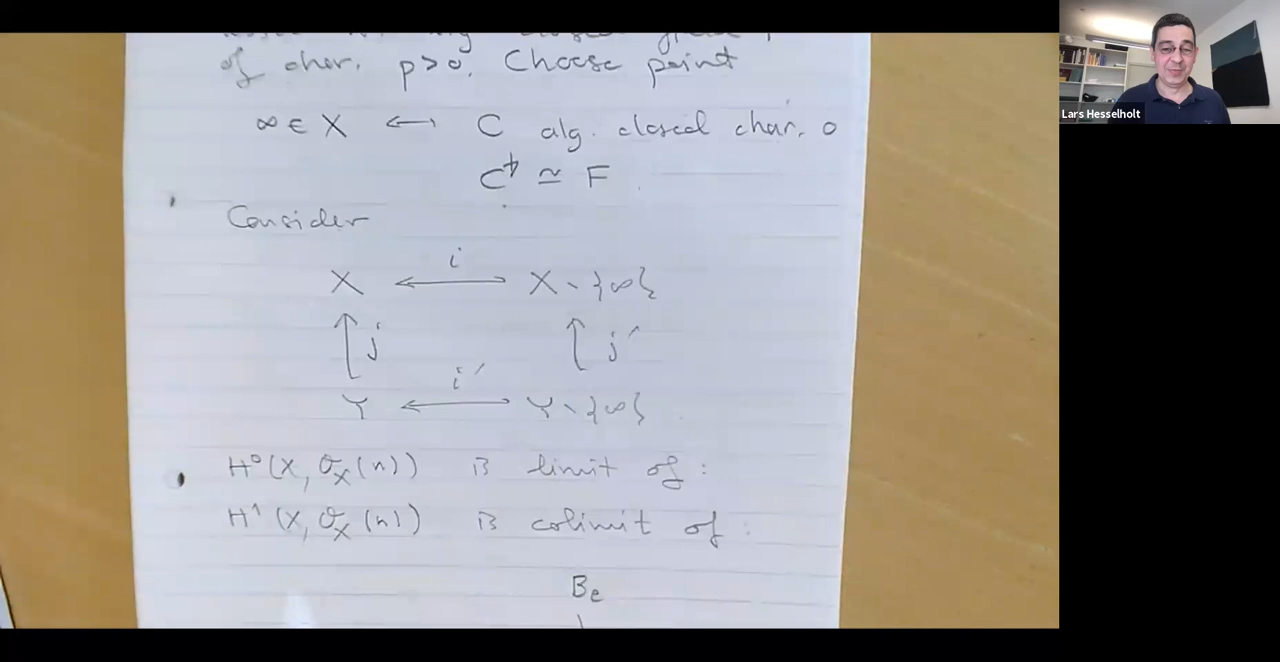 of char. p>0. Choose point
∞ ∈ X ↔ C alg. closed char. 0
C♭ ≃ F.
Consider
X ← i X∖{∞}
↑ j ↑ j′
Y ← i′ Y∖{∞}
H⁰(X, 𝒪_X(n)) is limit of:
H¹(X, 𝒪_X(n)) is colimit of:
B_e
Lars Hesselholt